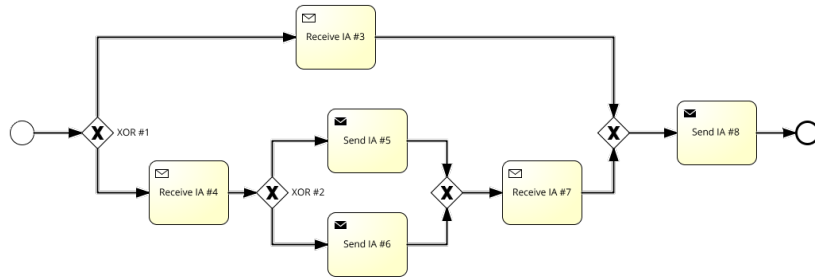 Receive IA #3
XOR #1
Send IA #5
Send IA #8
Receive IA #4
XOR #2
Receive IA #7
Send IA #6